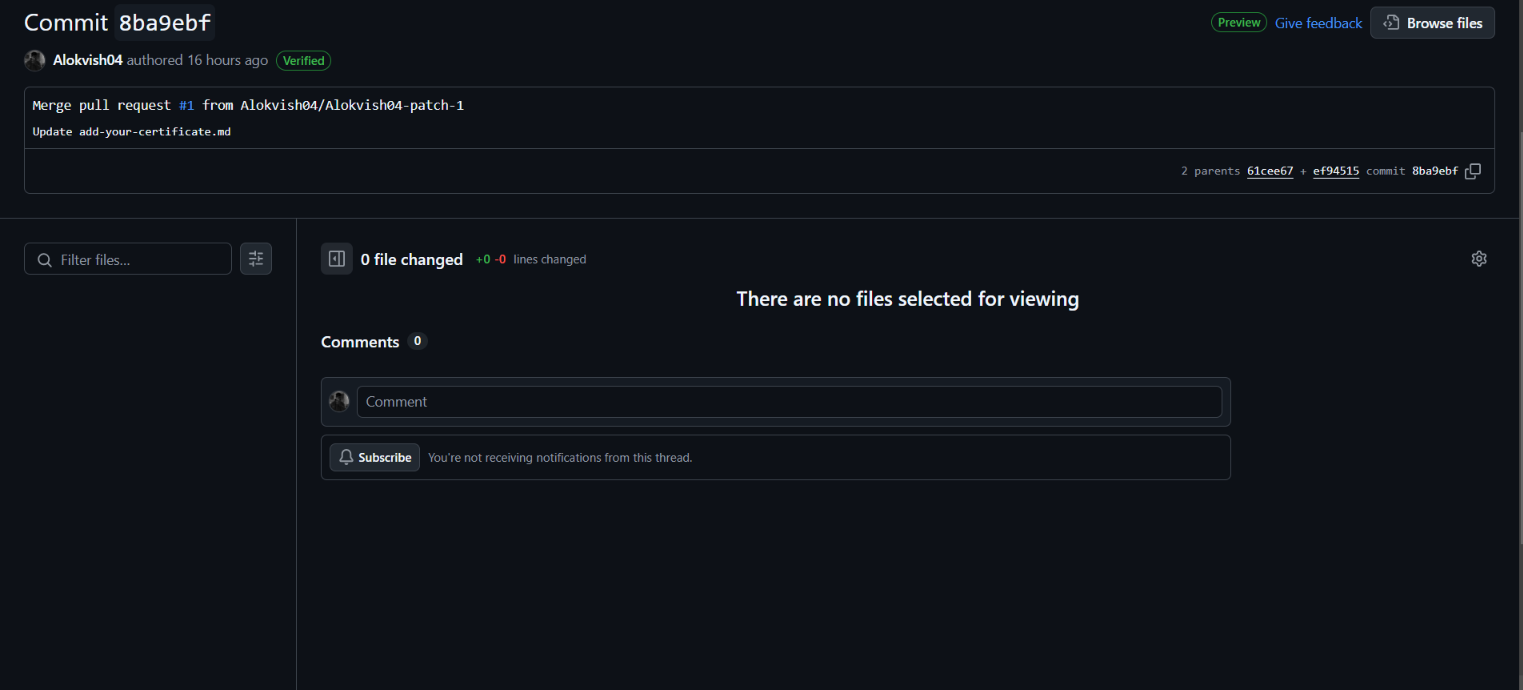 Commit 8ba9ebf
Preview Give feedback Browse files
Alokvish04 authored 16 hours ago Verified
Merge pull request #1 from Alokvish04/Alokvish04-patch-1
Update add-your-certificate.md
2 parents 61cee67 + ef94515 commit 8ba9ebf
Filter files...
0 file changed +0 -0 lines changed
There are no files selected for viewing
Comments 0
Comment
Subscribe You're not receiving notifications from this thread.